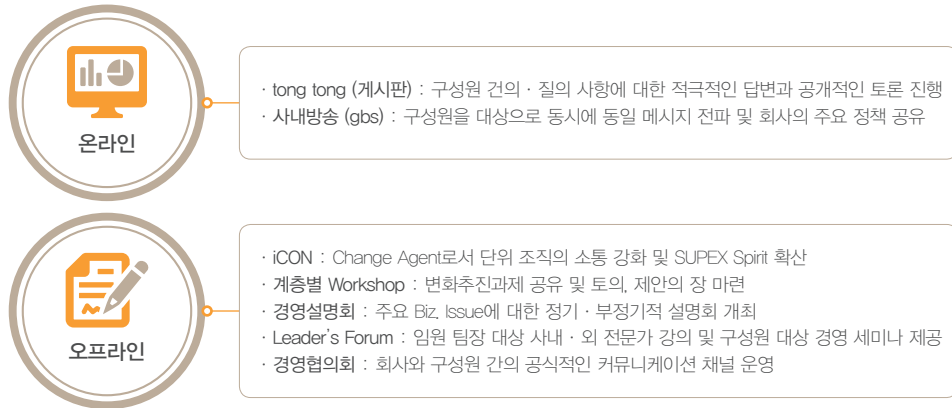 온라인
· tong tong (게시판) : 구성원 건의 · 질의 사항에 대한 적극적인 답변과 공개적인 토론 진행
· 사내방송 (gbs) : 구성원을 대상으로 동시에 동일 메시지 전파 및 회사의 주요 정책 공유
오프라인
· iCON : Change Agent로서 단위 조직의 소통 강화 및 SUPEX Spirit 확산
· 계층별 Workshop : 변화추진과제 공유 및 토의, 제안의 장 마련
· 경영설명회 : 주요 Biz. Issue에 대한 정기 · 부정기적 설명회 개최
· Leader's Forum : 임원 팀장 대상 사내 · 외 전문가 강의 및 구성원 대상 경영 세미나 제공
· 경영협의회 : 회사와 구성원 간의 공식적인 커뮤니케이션 채널 운영